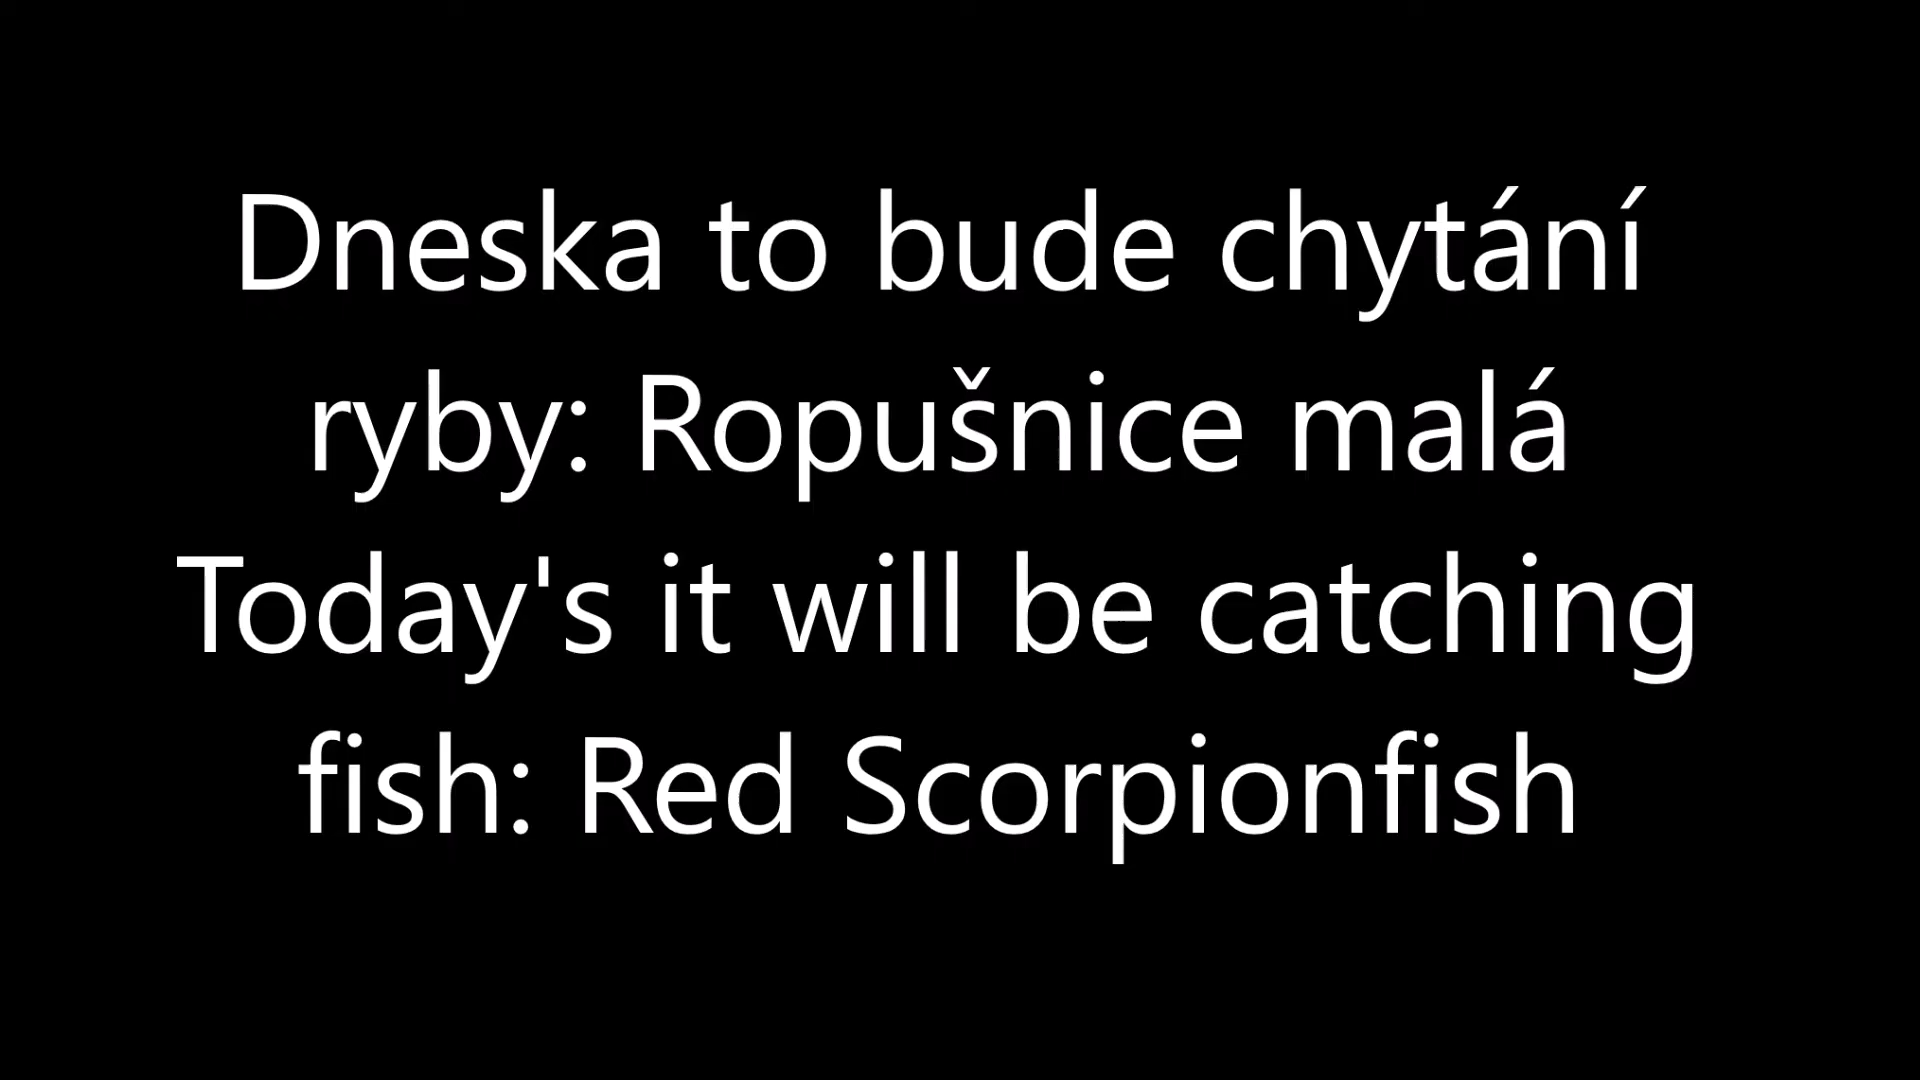 Dneska to bude chytání
ryby: Ropušnice malá
Today's it will be catching
fish: Red Scorpionfish